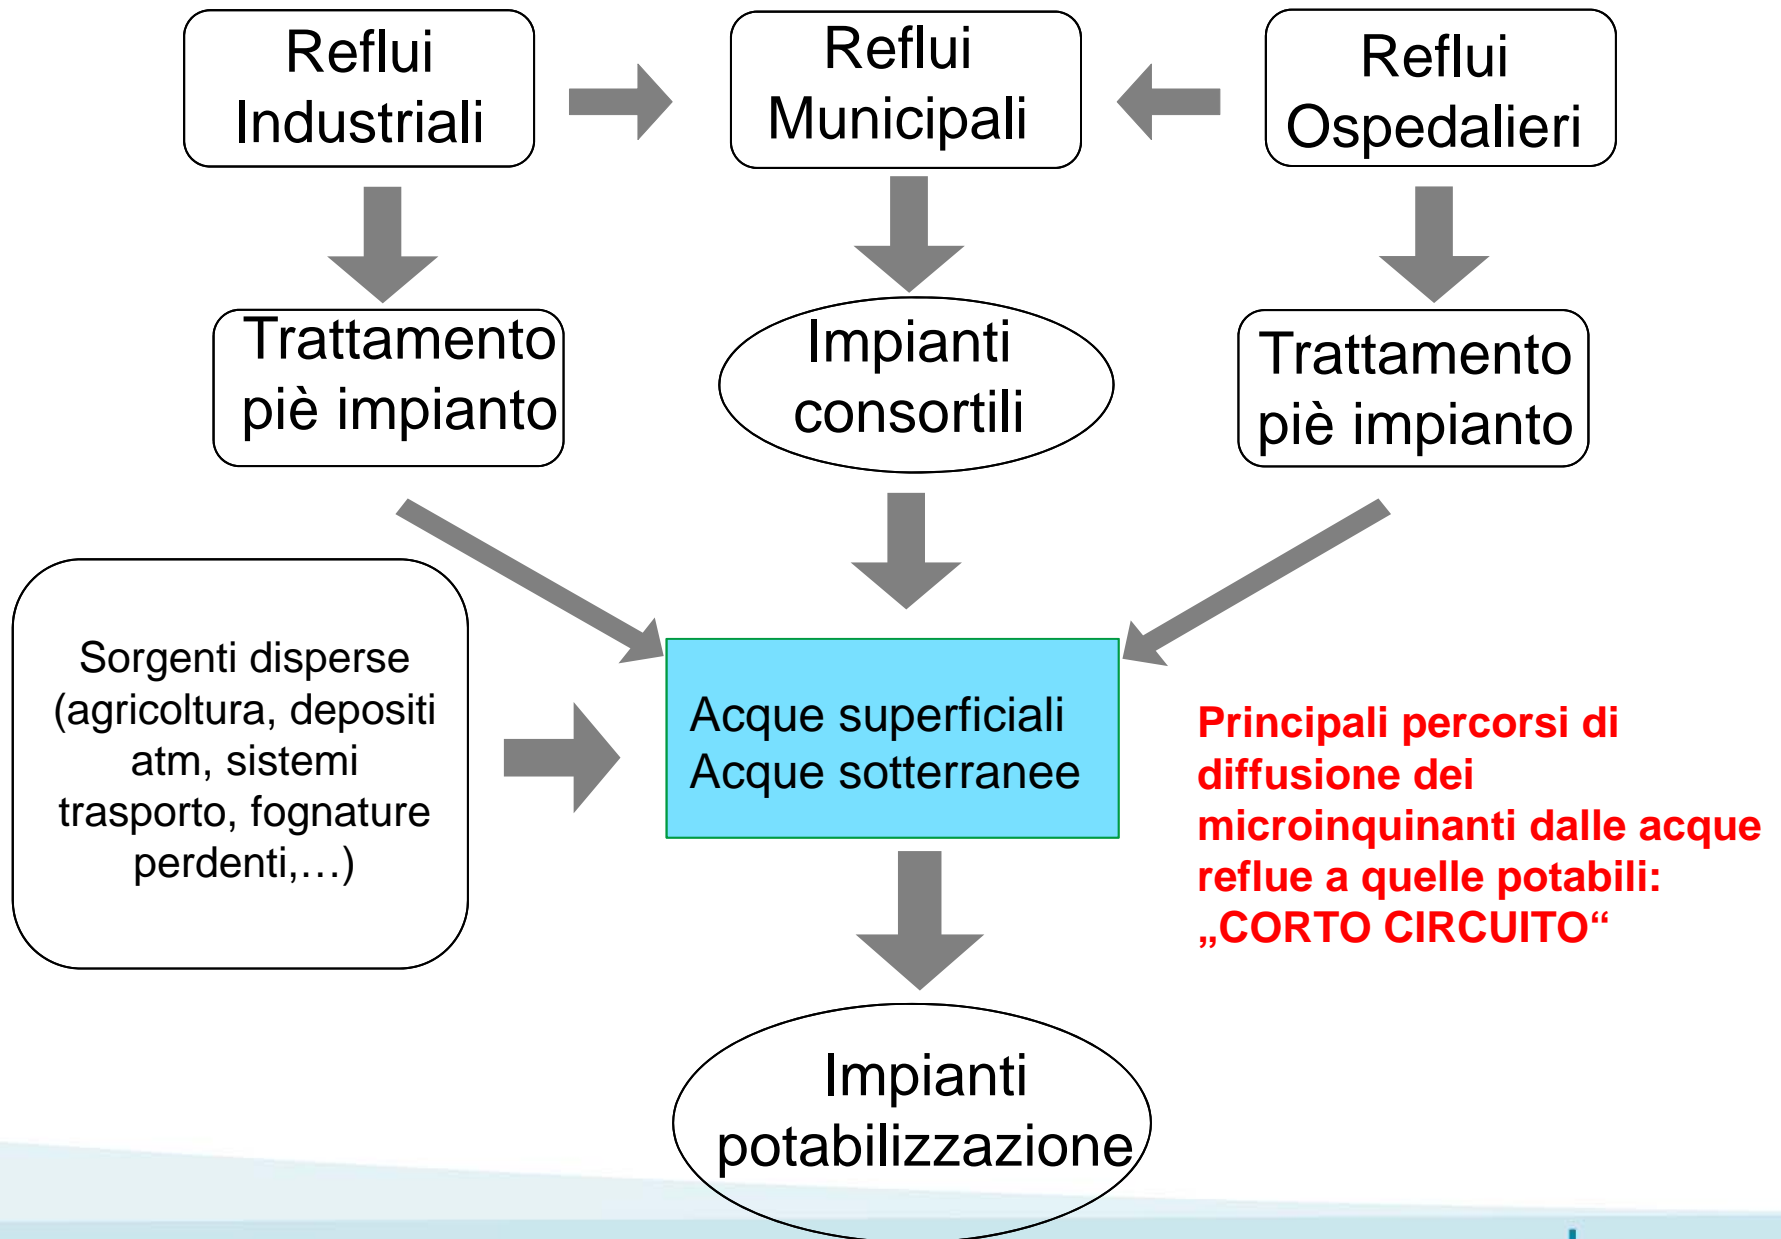 Reflui
Industriali
Reflui
Municipali
Reflui
Ospedalieri
Trattamento
piè impianto
Impianti
consortili
Trattamento
piè impianto
Sorgenti disperse
(agricoltura, depositi
atm, sistemi
trasporto, fognature
perdenti,…)
Acque superficiali
Acque sotterranee
Principali percorsi di
diffusione dei
microinquinanti dalle acque
reflue a quelle potabili:
„CORTO CIRCUITO“
Impianti
potabilizzazione